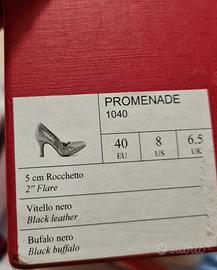 PROMENADE
1040
40 8 6.5
EU US UK
5 cm Rocchetto
2" Flare
Vitello nero
Black leather
Bufalo nero
Black buffalo
subito